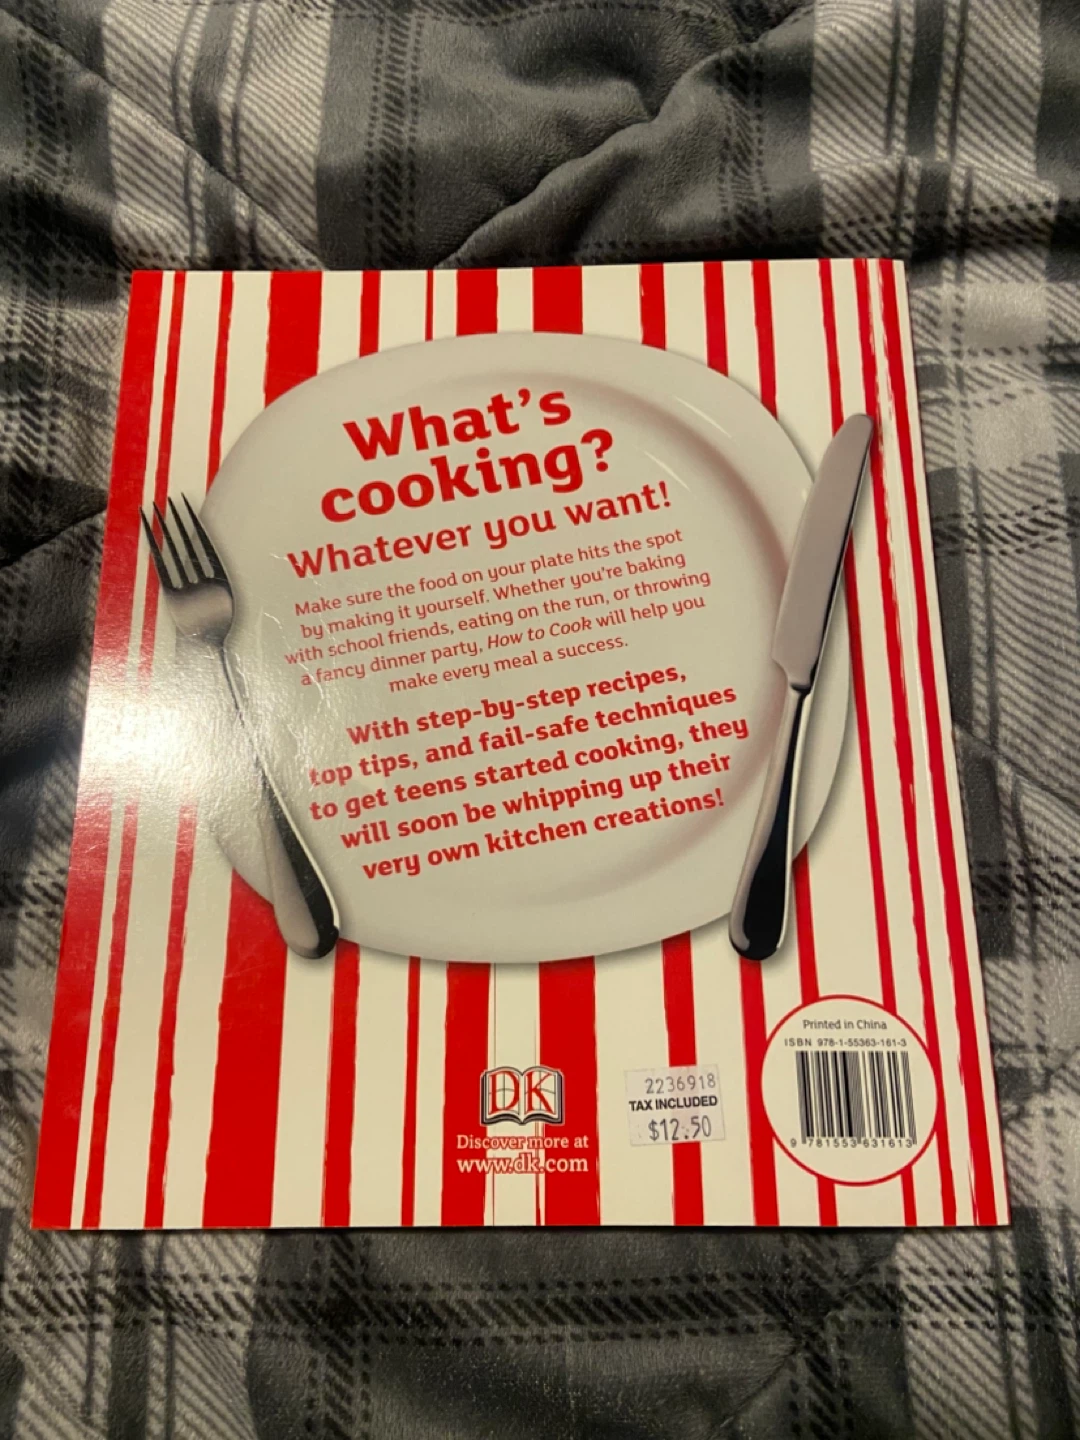 What's
cooking?
Whatever you want!
Make sure the food on your plate hits the spot
by making it yourself. Whether you're baking
with school friends, eating on the run, or throwing
a fancy dinner party, How to Cook will help you
make every meal a success.
With step-by-step recipes,
top tips, and fail-safe techniques
to get teens started cooking, they
will soon be whipping up their
very own kitchen creations!
Printed in China
ISBN 978-1-55363-161-3
9 781553 631613
2236918
TAX INCLUDED
$12.50
DK
Discover more at
www.dk.com